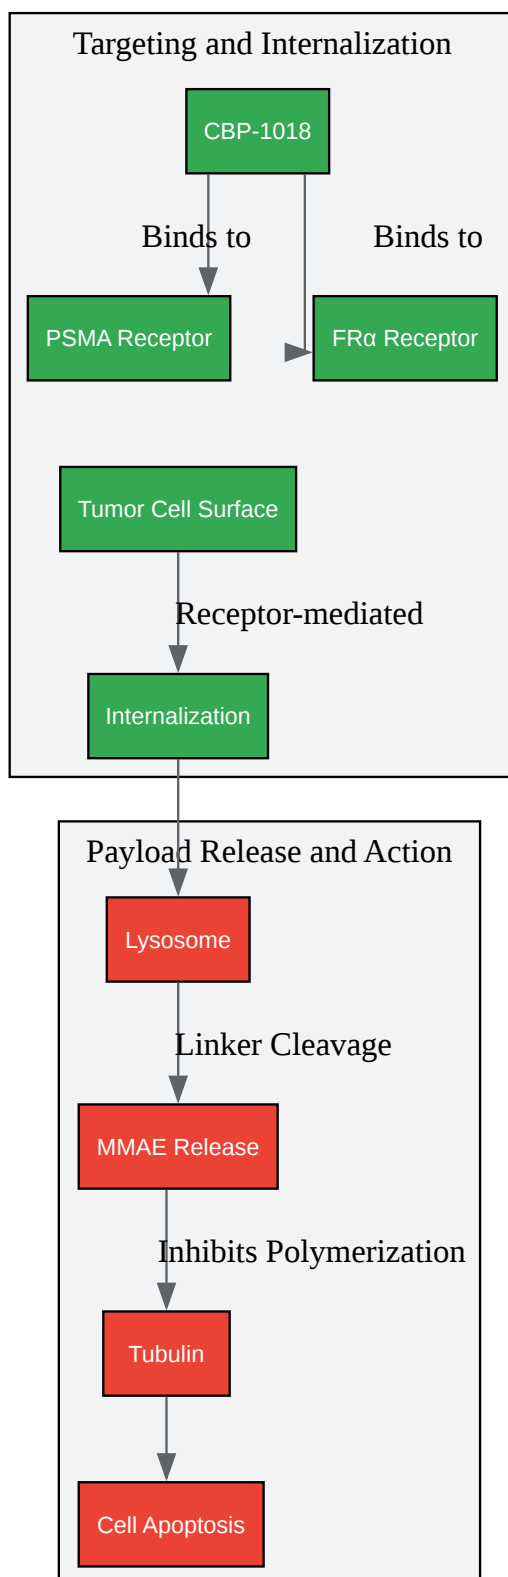 Targeting and Internalization
CBP-1018
Binds to
Binds to
PSMA Receptor
FRα Receptor
Tumor Cell Surface
Receptor-mediated
Internalization
Payload Release and Action
Lysosome
Linker Cleavage
MMAE Release
Inhibits Polymerization
Tubulin
Cell Apoptosis